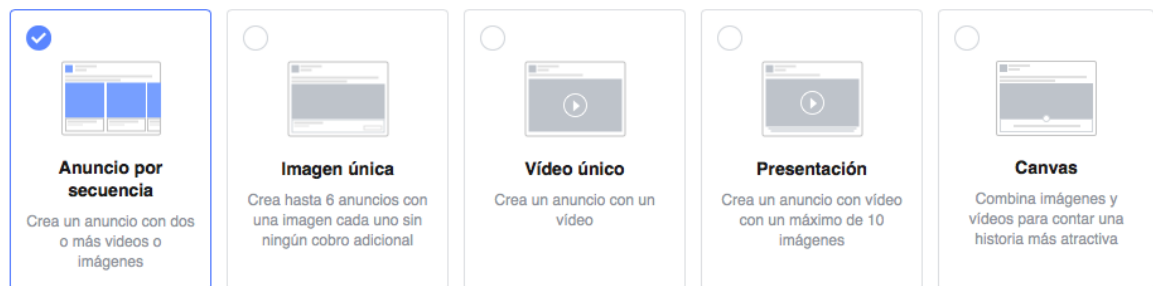 Anuncio por
secuencia
Crea un anuncio con dos
o más videos o
imágenes
Imagen única
Crea hasta 6 anuncios con
una imagen cada uno sin
ningún cobro adicional
Vídeo único
Crea un anuncio con un
vídeo
Presentación
Crea un anuncio con vídeo
con un máximo de 10
imágenes
Canvas
Combina imágenes y
vídeos para contar una
historia más atractiva